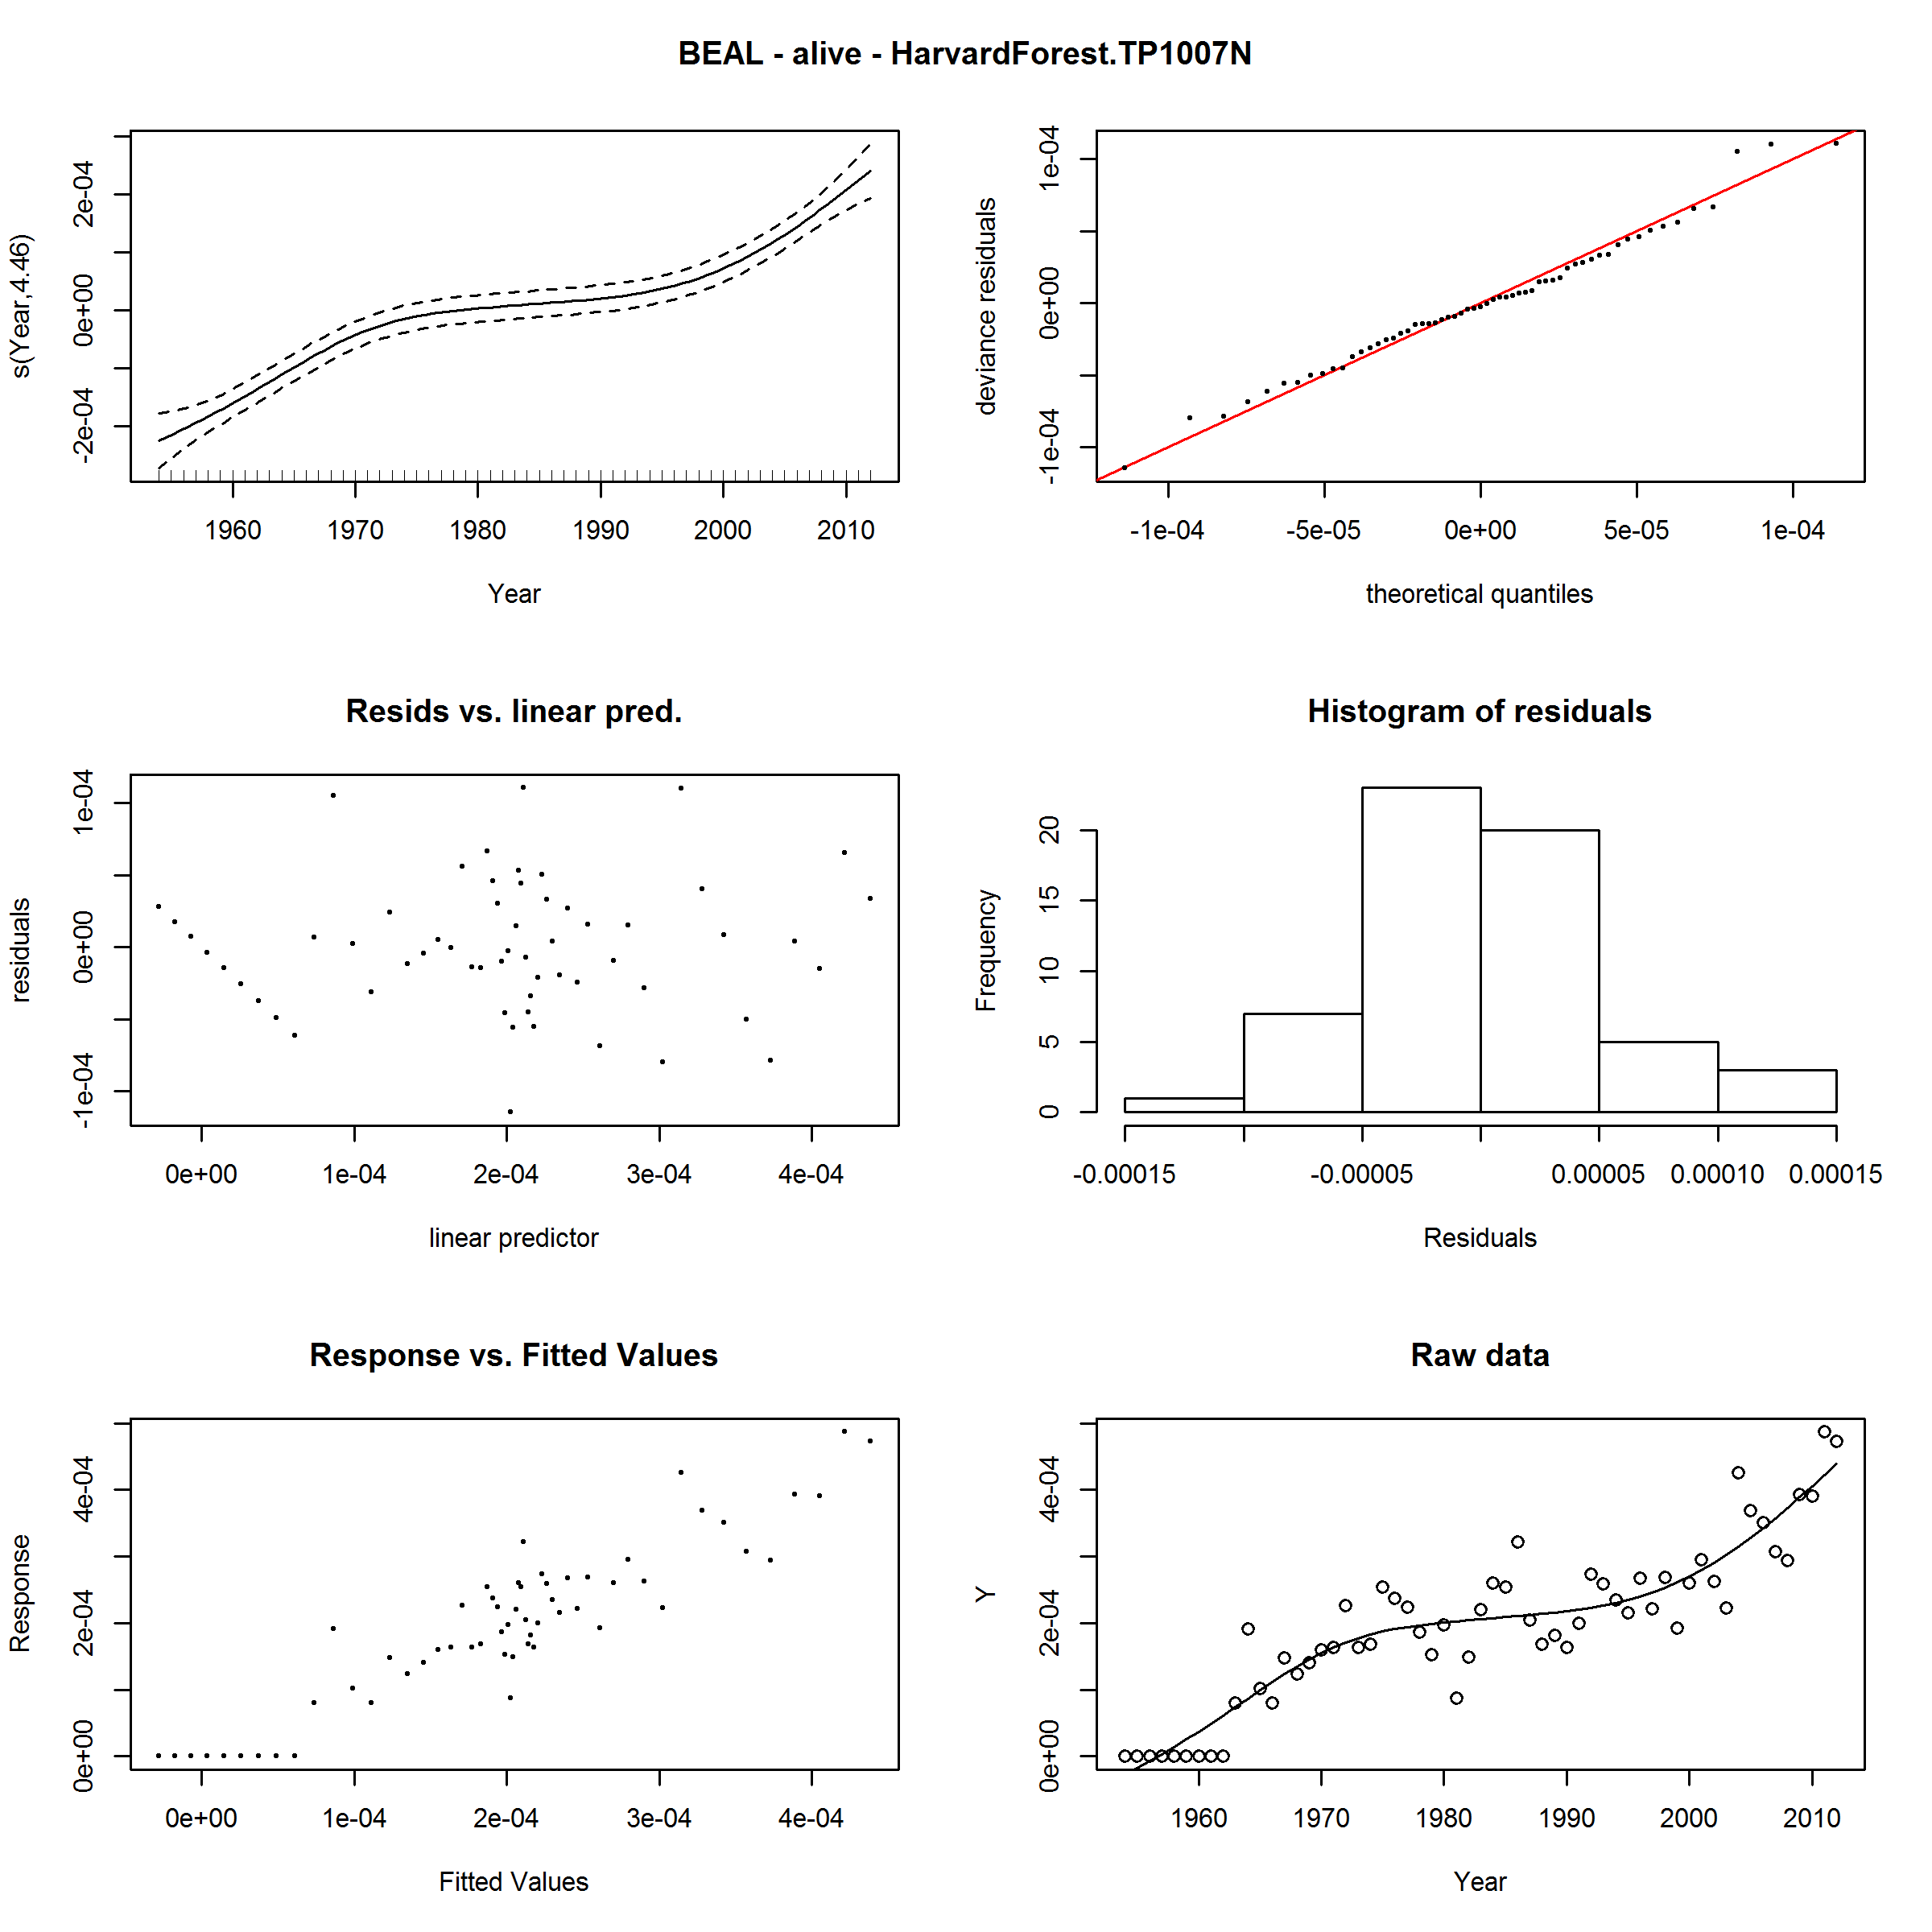 BEAL - alive - HarvardForest.TP1007N
s(Year,4.46)
-2e-04 0e+00 2e-04
1960 1970 1980 1990 2000 2010
Year
deviance residuals
-1e-04 0e+00 1e-04
-1e-04 -5e-05 0e+00 5e-05 1e-04
theoretical quantiles
Resids vs. linear pred.
residuals
-1e-04 0e+00 1e-04
0e+00 1e-04 2e-04 3e-04 4e-04
linear predictor
Histogram of residuals
Frequency
0 5 10 15 20
-0.00015 -0.00005 0.00005 0.00010 0.00015
Residuals
Response vs. Fitted Values
Response
0e+00 2e-04 4e-04
0e+00 1e-04 2e-04 3e-04 4e-04
Fitted Values
Raw data
Y
0e+00 2e-04 4e-04
1960 1970 1980 1990 2000 2010
Year